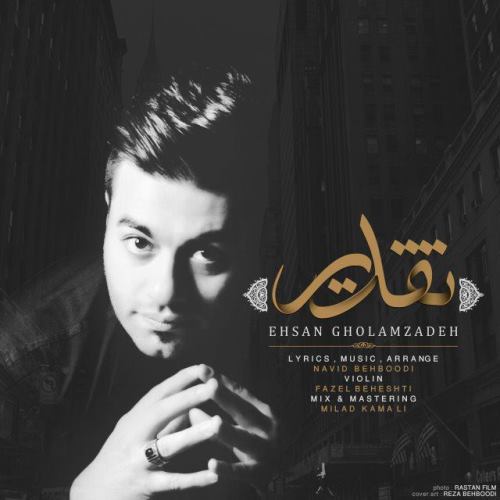 تقدیر
EHSAN GHOLAMZADEH
LYRICS, MUSIC, ARRANGE
NAVID BEHBOODI
VIOLIN
FAZEL BEHESHTI
MIX & MASTERING
MILAD KAMALI
photo : RASTAN FILM
cover art : REZA BEHBOODI